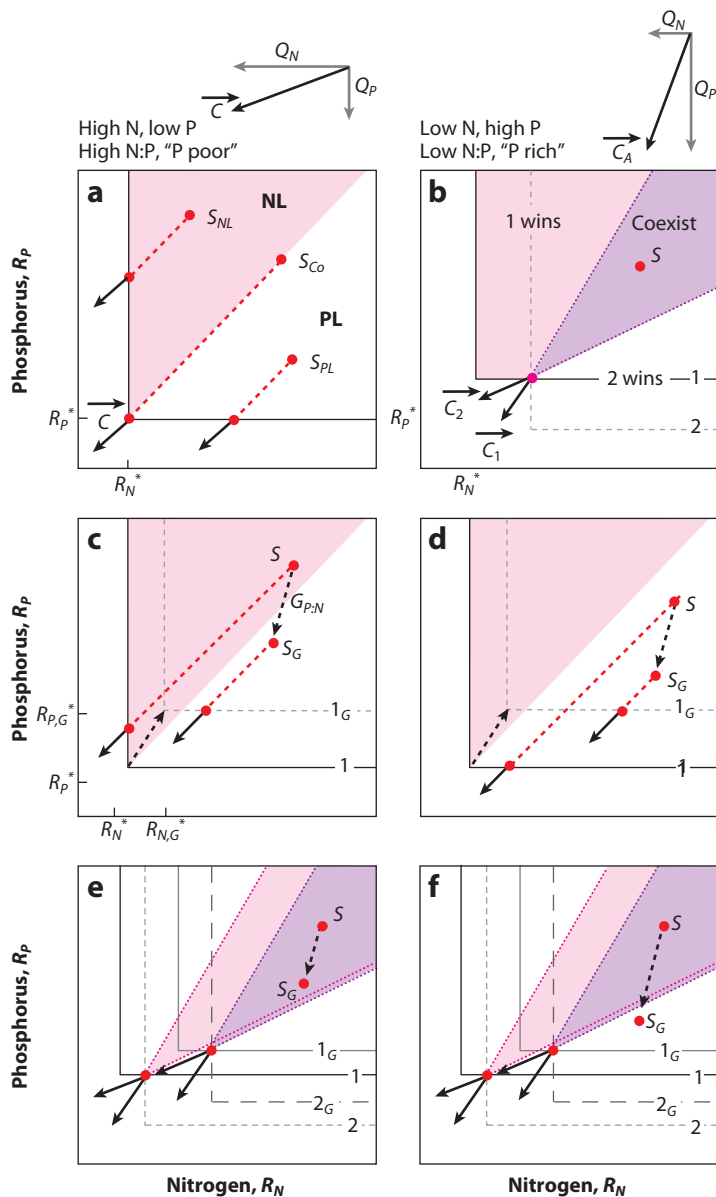 Q_N
Q_P
C
High N, low P
High N:P, “P poor”
Q_N
Q_P
C_A
Low N, high P
Low N:P, “P rich”
a
NL
S_NL
S_Co
PL
S_PL
C
R_P*
R_N*
Phosphorus, R_P
b
1 wins
Coexist
S
2 wins
1
C_2
C_1
2
R_P*
R_N*
c
S
G_P:N
S_G
1_G
1
R_P,G*
R_P*
R_N*
R_N,G*
Phosphorus, R_P
d
S
S_G
1_G
1
e
S
S_G
1_G
1
2_G
2
Phosphorus, R_P
Nitrogen, R_N
f
S
S_G
1_G
1
2_G
2
Nitrogen, R_N